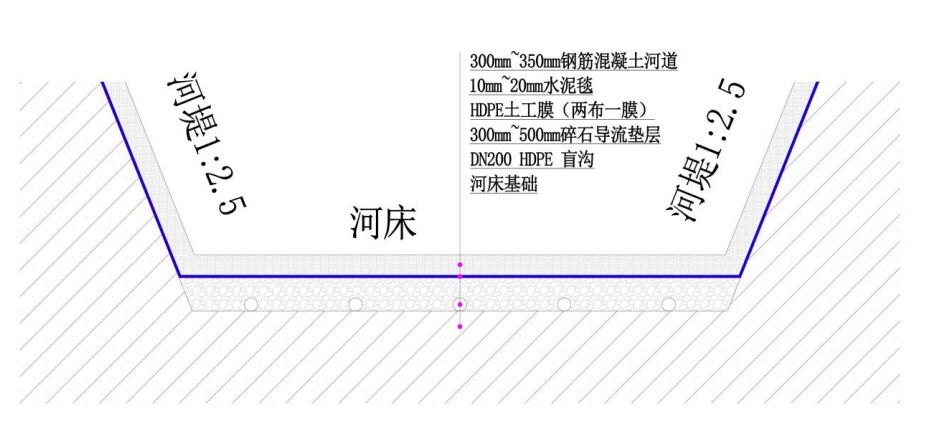 300mm~350mm钢筋混凝土河道
10mm~20mm水泥毯
HDPE土工膜（两布一膜）
300mm~500mm碎石导流垫层
DN200 HDPE 盲沟
河床基础
河堤1:2.5
河堤1:2.5
河床